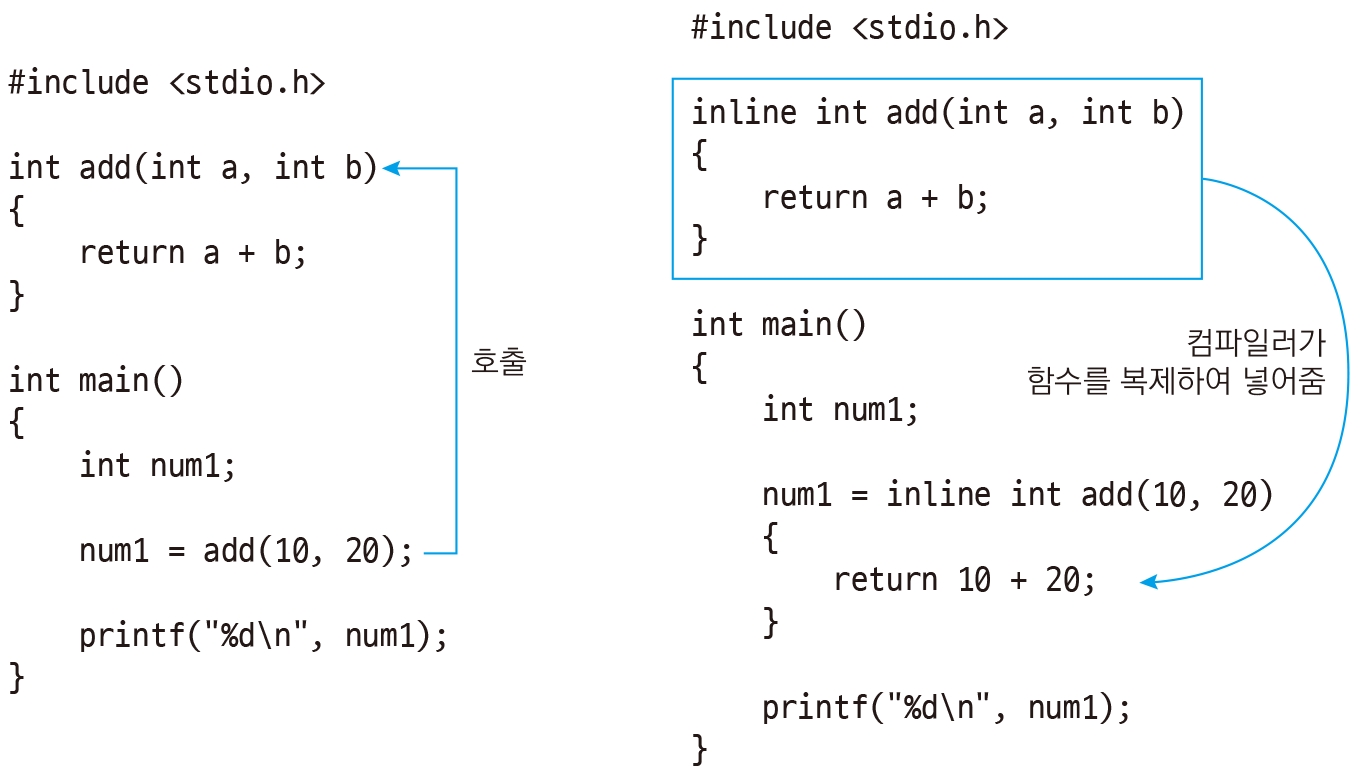 #include <stdio.h>
int add(int a, int b)
{
    return a + b;
}
int main()
{
    int num1;
    num1 = add(10, 20);
    printf("%d\n", num1);
}
호출
#include <stdio.h>
inline int add(int a, int b)
{
    return a + b;
}
int main()
{
    int num1;
    num1 = inline int add(10, 20)
    {
        return 10 + 20;
    }
    printf("%d\n", num1);
}
컴파일러가
함수를 복제하여 넣어줌